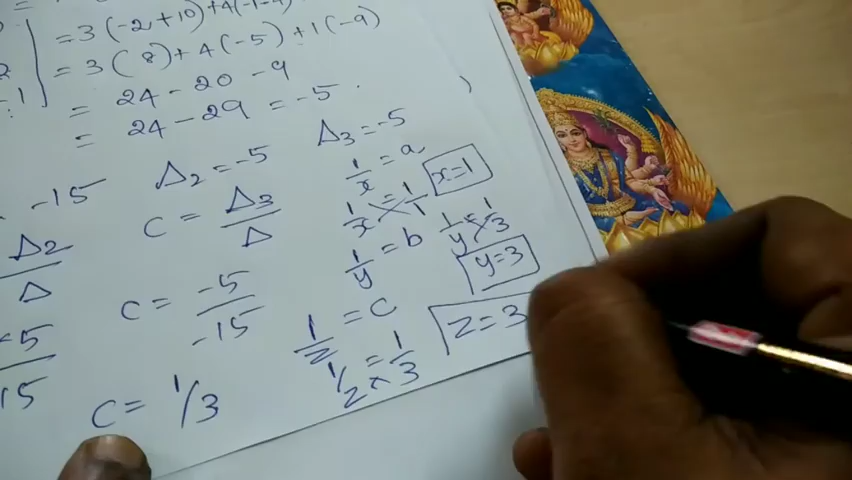 = 3(-2+10)+4(-1-4)
= 3(8)+4(-5)+1(-9)
= 24-20-9
= 24-29 = -5.
-15 Δ2=-5 Δ3=-5
Δ2/Δ C = Δ3/Δ
C = -5/-15
C = 1/3
1/x = a
1/x = 1/1 x=1
1/y = b 1/y = 1/3
y=3
1/z = c
1/z = 1/3 z=3